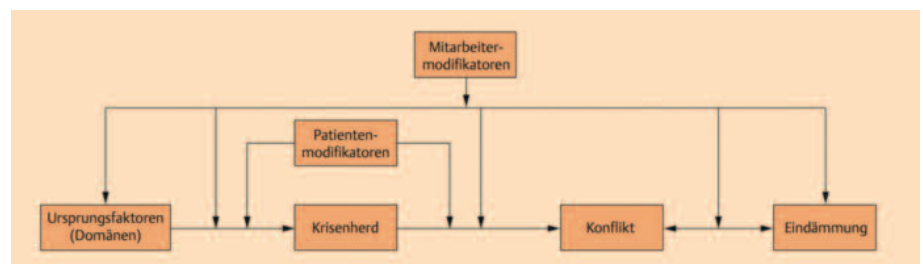 Mitarbeiter-
modifikatoren
Patienten-
modifikatoren
Ursprungsfaktoren
(Domänen)
Krisenherd
Konflikt
Eindämmung